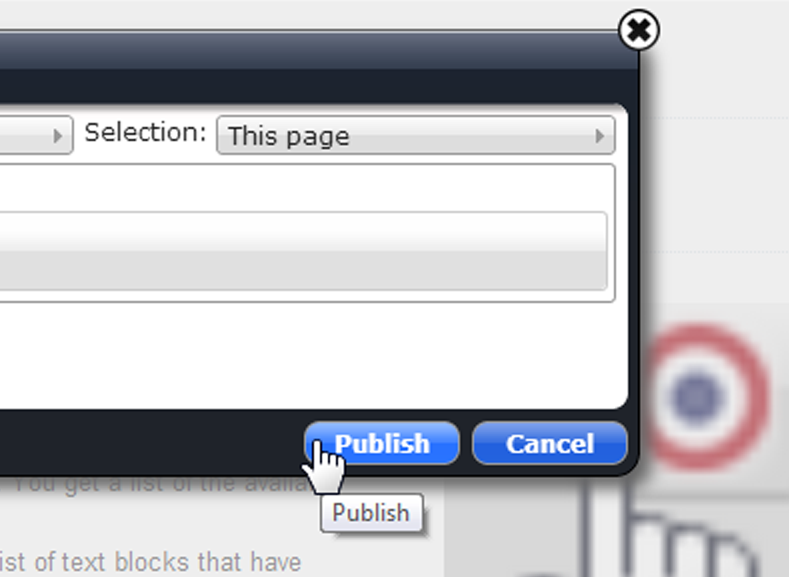 Selection: This page
Publish Cancel
Publish
You get a list of the availa
ist of text blocks that have